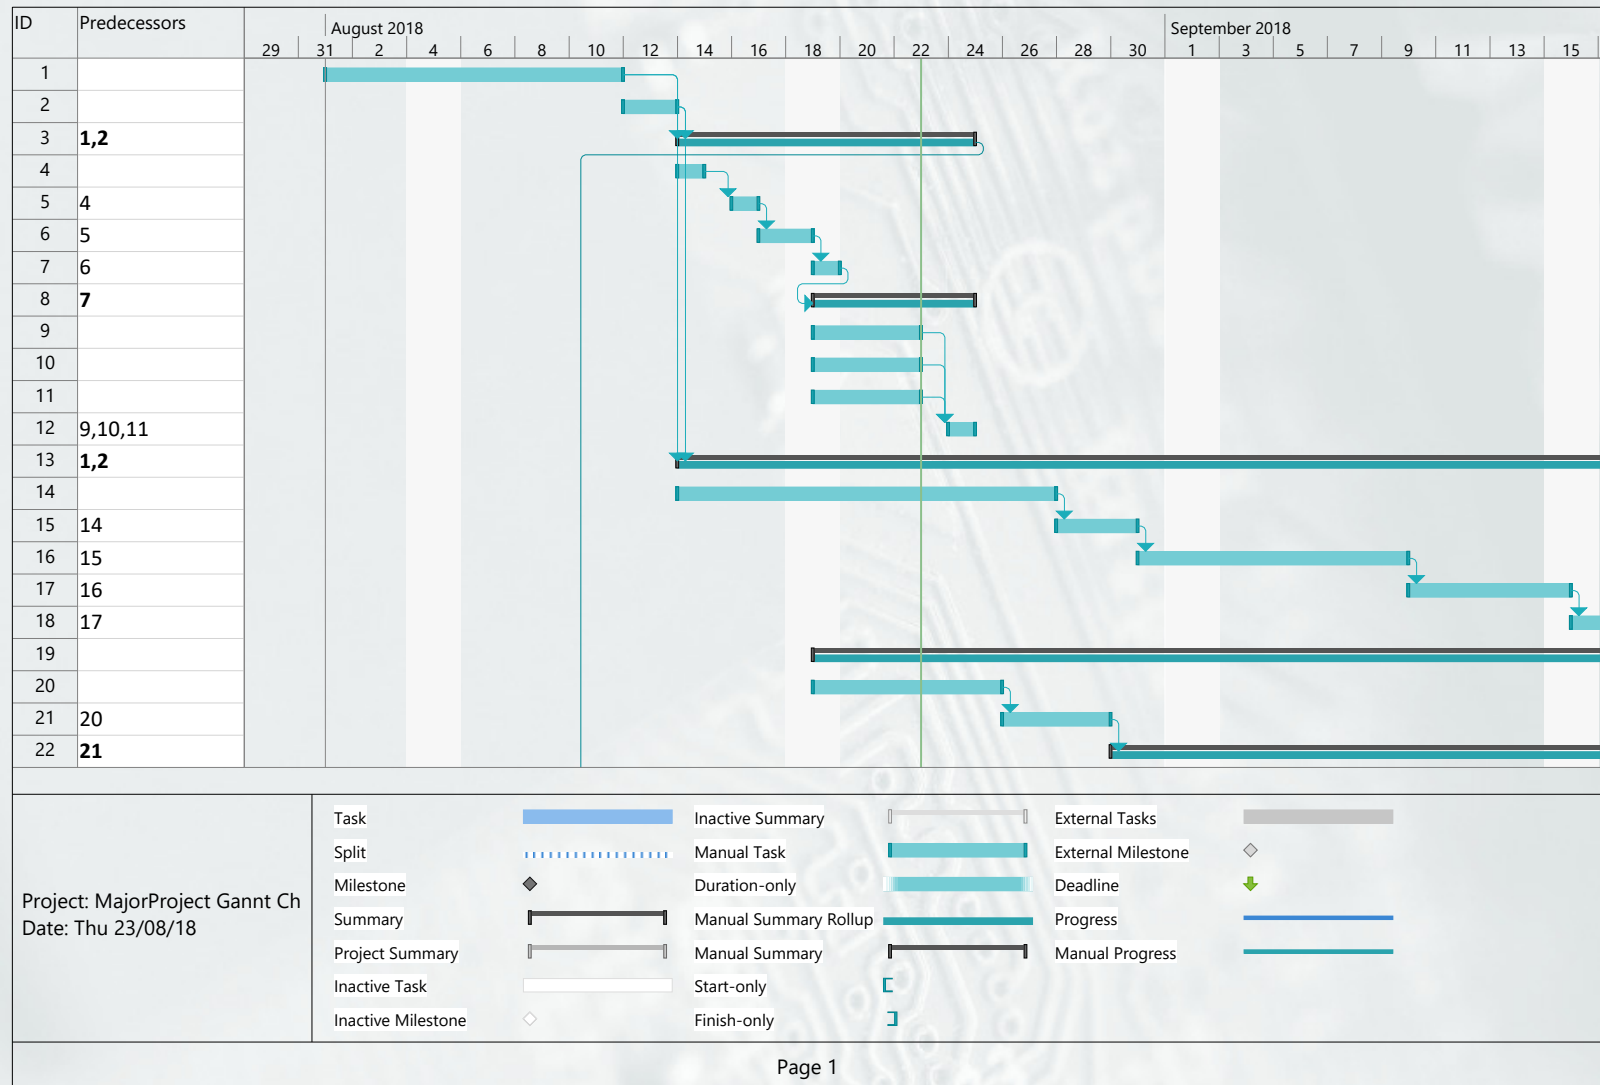 ID Predecessors August 2018 September 2018
29 31 2 4 6 8 10 12 14 16 18 20 22 24 26 28 30 1 3 5 7 9 11 13 15
1
2
3 1,2
4
5 4
6 5
7 6
8 7
9
10
11
12 9,10,11
13 1,2
14
15 14
16 15
17 16
18 17
19
20
21 20
22 21
Project: MajorProject Gannt Ch
Date: Thu 23/08/18
Task
Split
Milestone
Summary
Project Summary
Inactive Task
Inactive Milestone
Inactive Summary
Manual Task
Duration-only
Manual Summary Rollup
Manual Summary
Start-only
Finish-only
External Tasks
External Milestone
Deadline
Progress
Manual Progress
Page 1